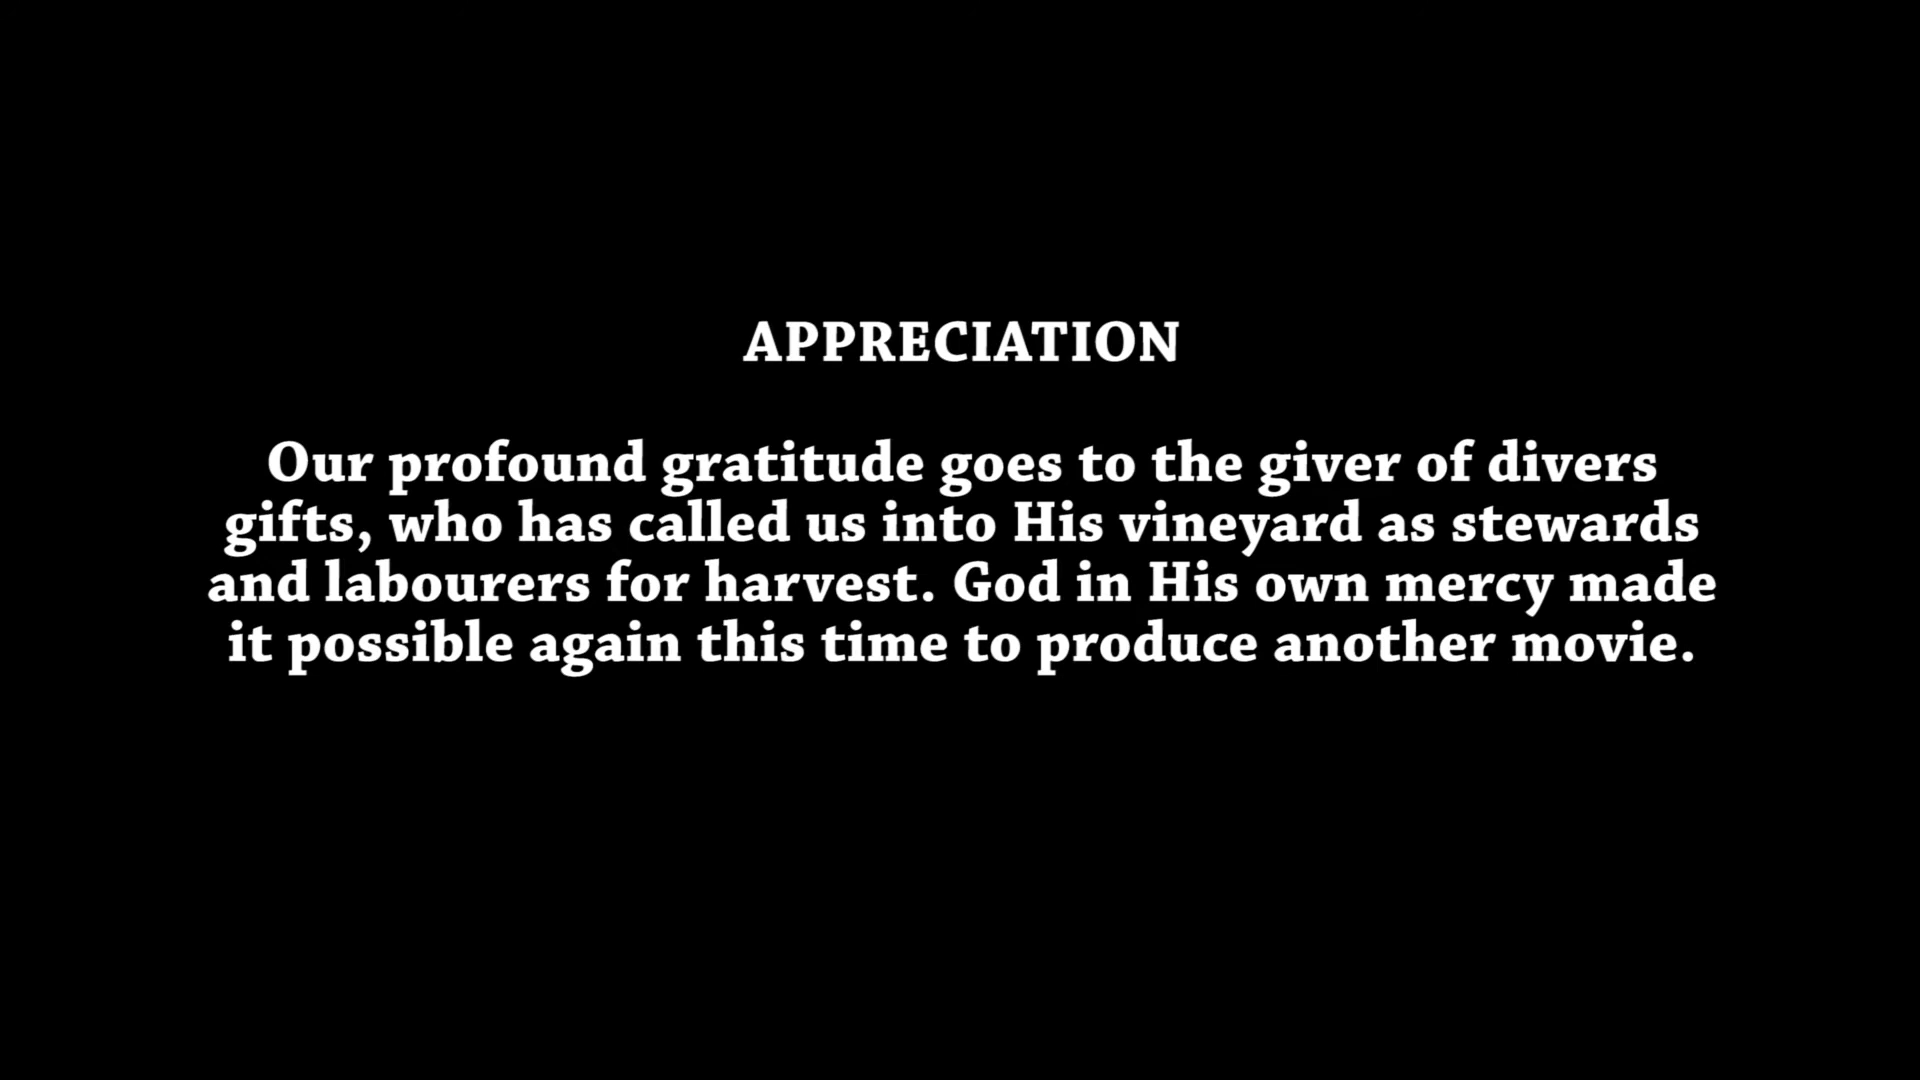 APPRECIATION
Our profound gratitude goes to the giver of divers
gifts, who has called us into His vineyard as stewards
and labourers for harvest. God in His own mercy made
it possible again this time to produce another movie.